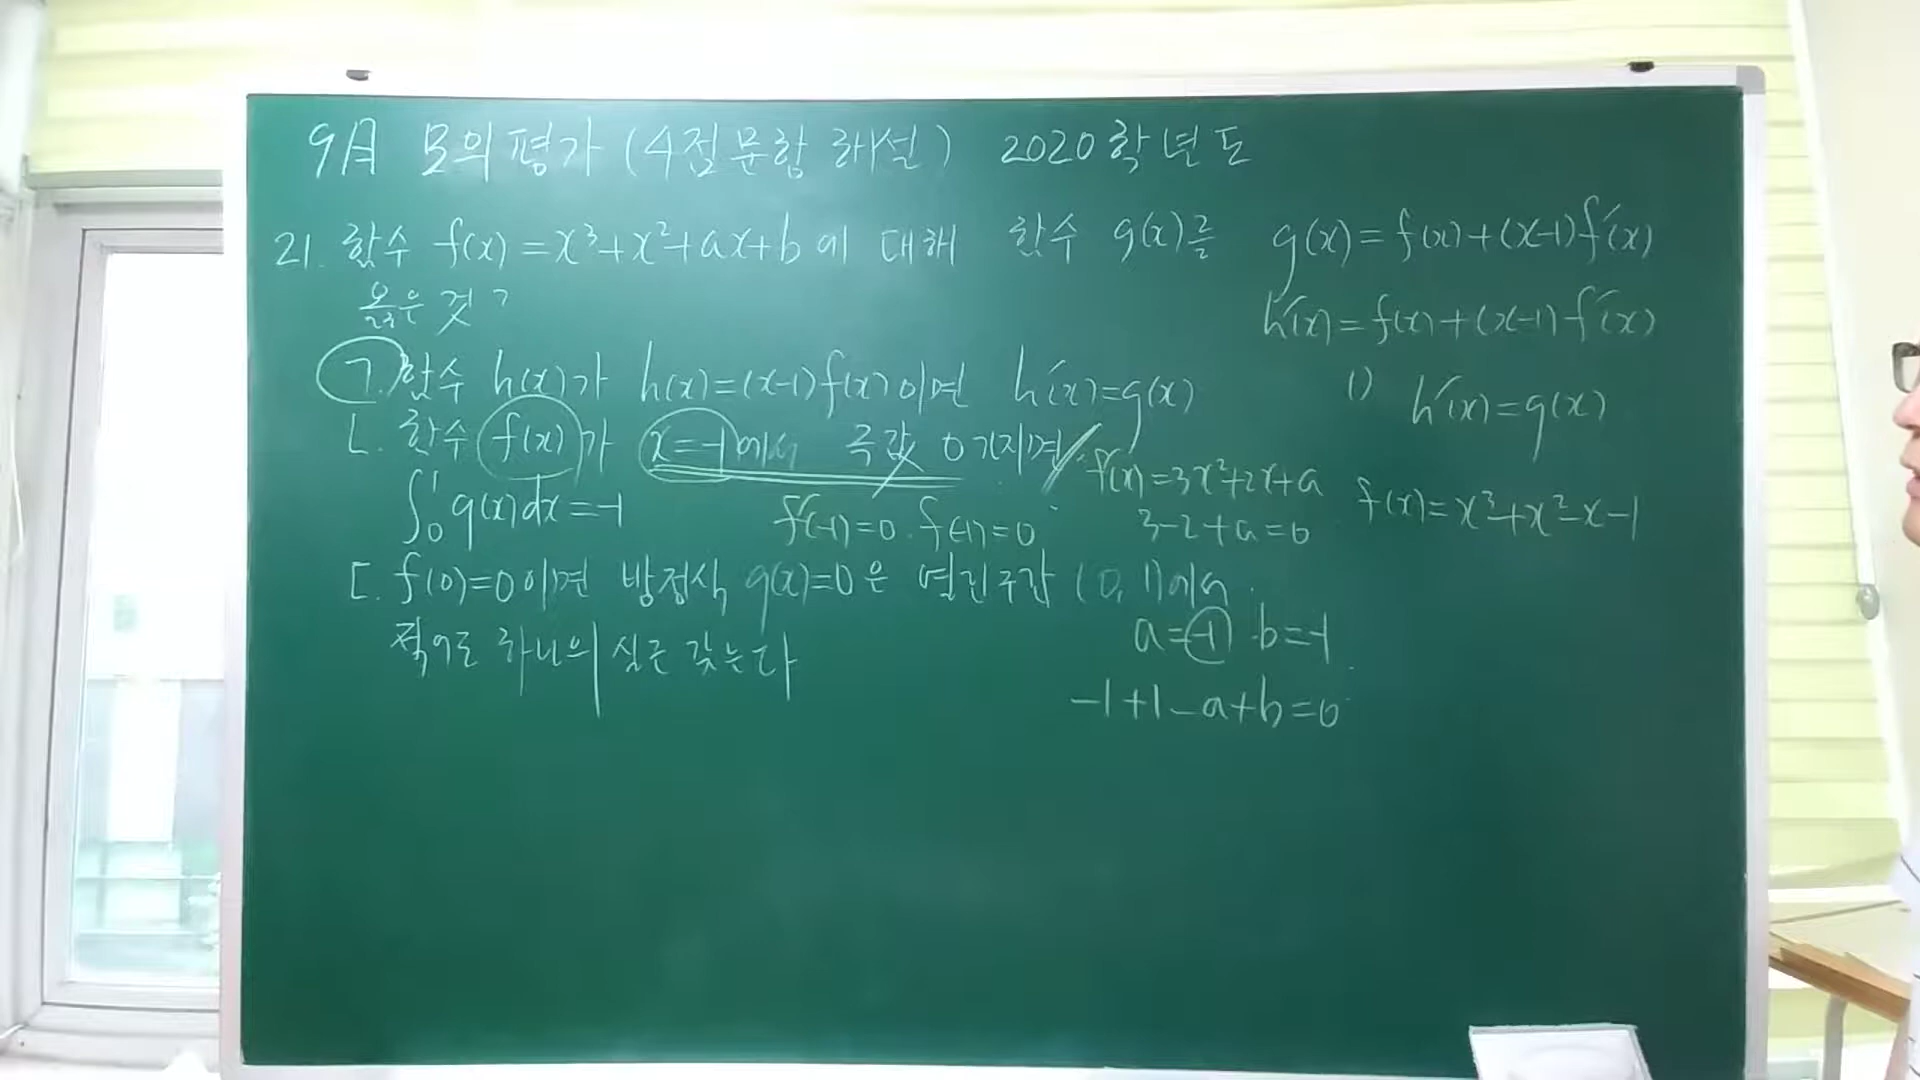 9月 모의평가 (4점문항 해설) 2020학년도
21. 함수 f(x)=x³+x²+ax+b에 대해 함수 g(x)를 g(x)=f(x)+(x-1)f′(x)
옳은 것?
h′(x)=f(x)+(x-1)f′(x)
ㄱ. 함수 h(x)가 h(x)=(x-1)f(x)이면 h′(x)=g(x)
1) h′(x)=g(x)
ㄴ. 함수 f(x)가 x=-1에서 극값 0 가지면
∫₀¹ g(x)dx=-1
f′(-1)=0. f(-1)=0
f′(x)=3x²+2x+a
3-2+a=0
f(x)=x³+x²-x-1
ㄷ. f(0)=0이면 방정식 g(x)=0은 열린구간 (0, 1)에서
적어도 하나의 실근 갖는다
a=-1 b=-1
-1+1-a+b=0